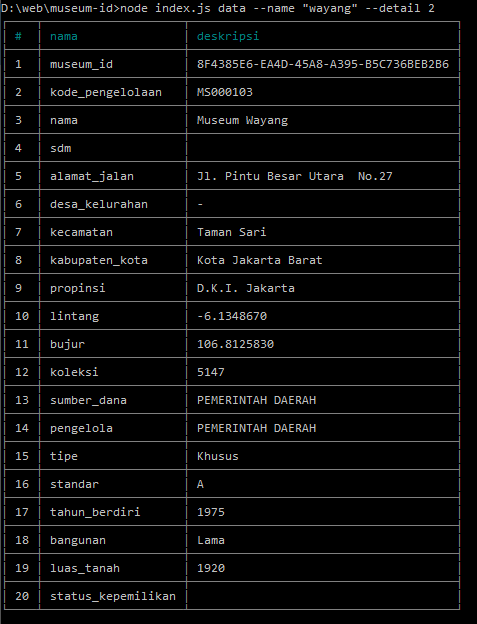 D:\web\museum-id>node index.js data --name "wayang" --detail 2
# nama deskripsi
1 museum_id 8F4385E6-EA4D-45A8-A395-B5C736BEB2B6
2 kode_pengelolaan MS000103
3 nama Museum Wayang
4 sdm
5 alamat_jalan Jl. Pintu Besar Utara  No.27
6 desa_kelurahan -
7 kecamatan Taman Sari
8 kabupaten_kota Kota Jakarta Barat
9 propinsi D.K.I. Jakarta
10 lintang -6.1348670
11 bujur 106.8125830
12 koleksi 5147
13 sumber_dana PEMERINTAH DAERAH
14 pengelola PEMERINTAH DAERAH
15 tipe Khusus
16 standar A
17 tahun_berdiri 1975
18 bangunan Lama
19 luas_tanah 1920
20 status_kepemilikan